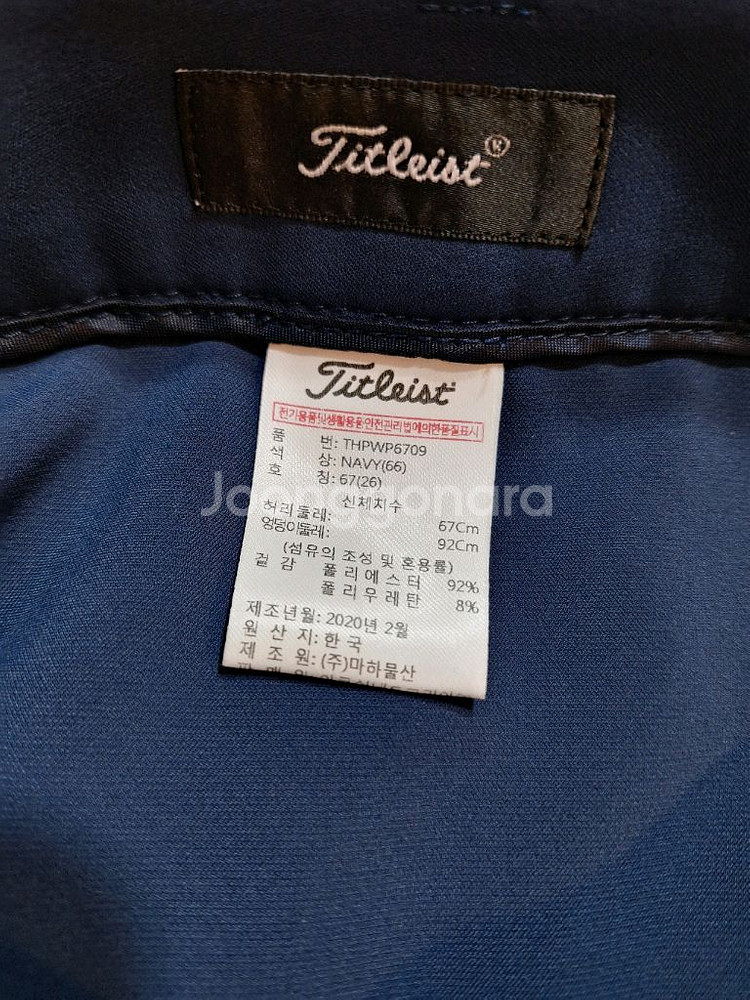 Titleist®
Titleist
전기용품및생활용품안전관리법에의한품질표시
품 번: THPWP6709
색 상: NAVY(66)
호 칭: 67(26)
신체치수
허리둘레: 67Cm
엉덩이둘레: 92Cm
(섬유의 조성 및 혼용률)
겉 감 폴리에스터 92%
폴리우레탄 8%
제조년월: 2020년 2월
원 산 지: 한국
제 조 원: (주)마하물산
Joonggonara